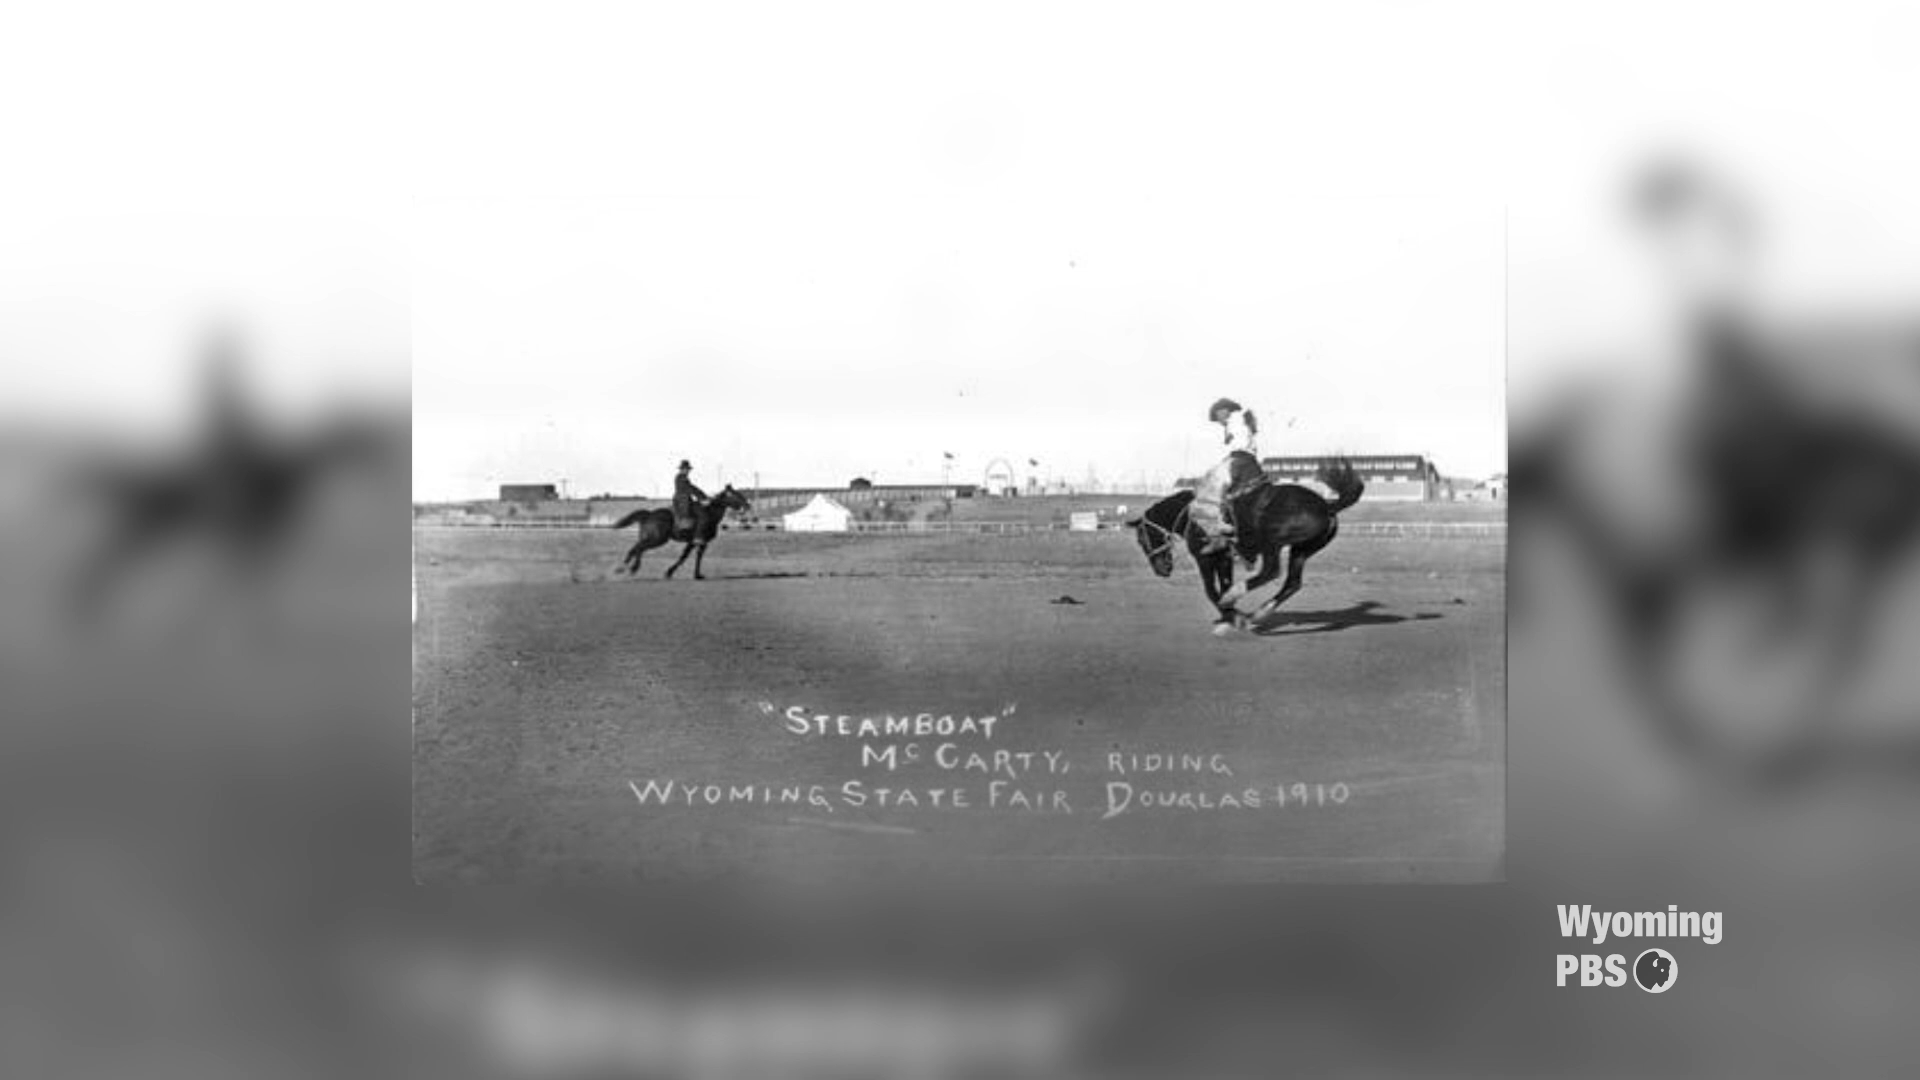 "STEAMBOAT"
McCARTY, RIDING
WYOMING STATE FAIR DOUGLAS 1910
Wyoming
PBS